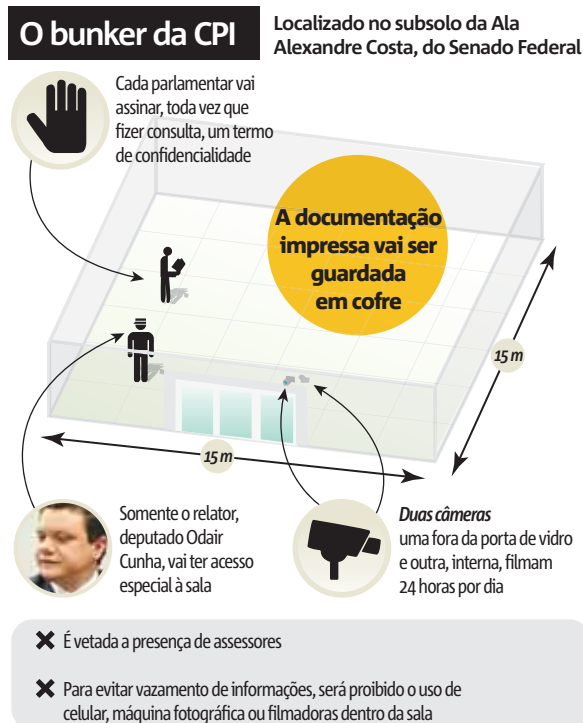 O bunker da CPI
Localizado no subsolo da Ala
Alexandre Costa, do Senado Federal
Cada parlamentar vai
assinar, toda vez que
fizer consulta, um termo
de confidencialidade
A documentação
impressa vai ser
guardada
em cofre
15 m
15 m
Somente o relator,
deputado Odair
Cunha, vai ter acesso
especial à sala
Duas câmeras
uma fora da porta de vidro
e outra, interna, filmam
24 horas por dia
É vetada a presença de assessores
Para evitar vazamento de informações, será proibido o uso de
celular, máquina fotográfica ou filmadoras dentro da sala